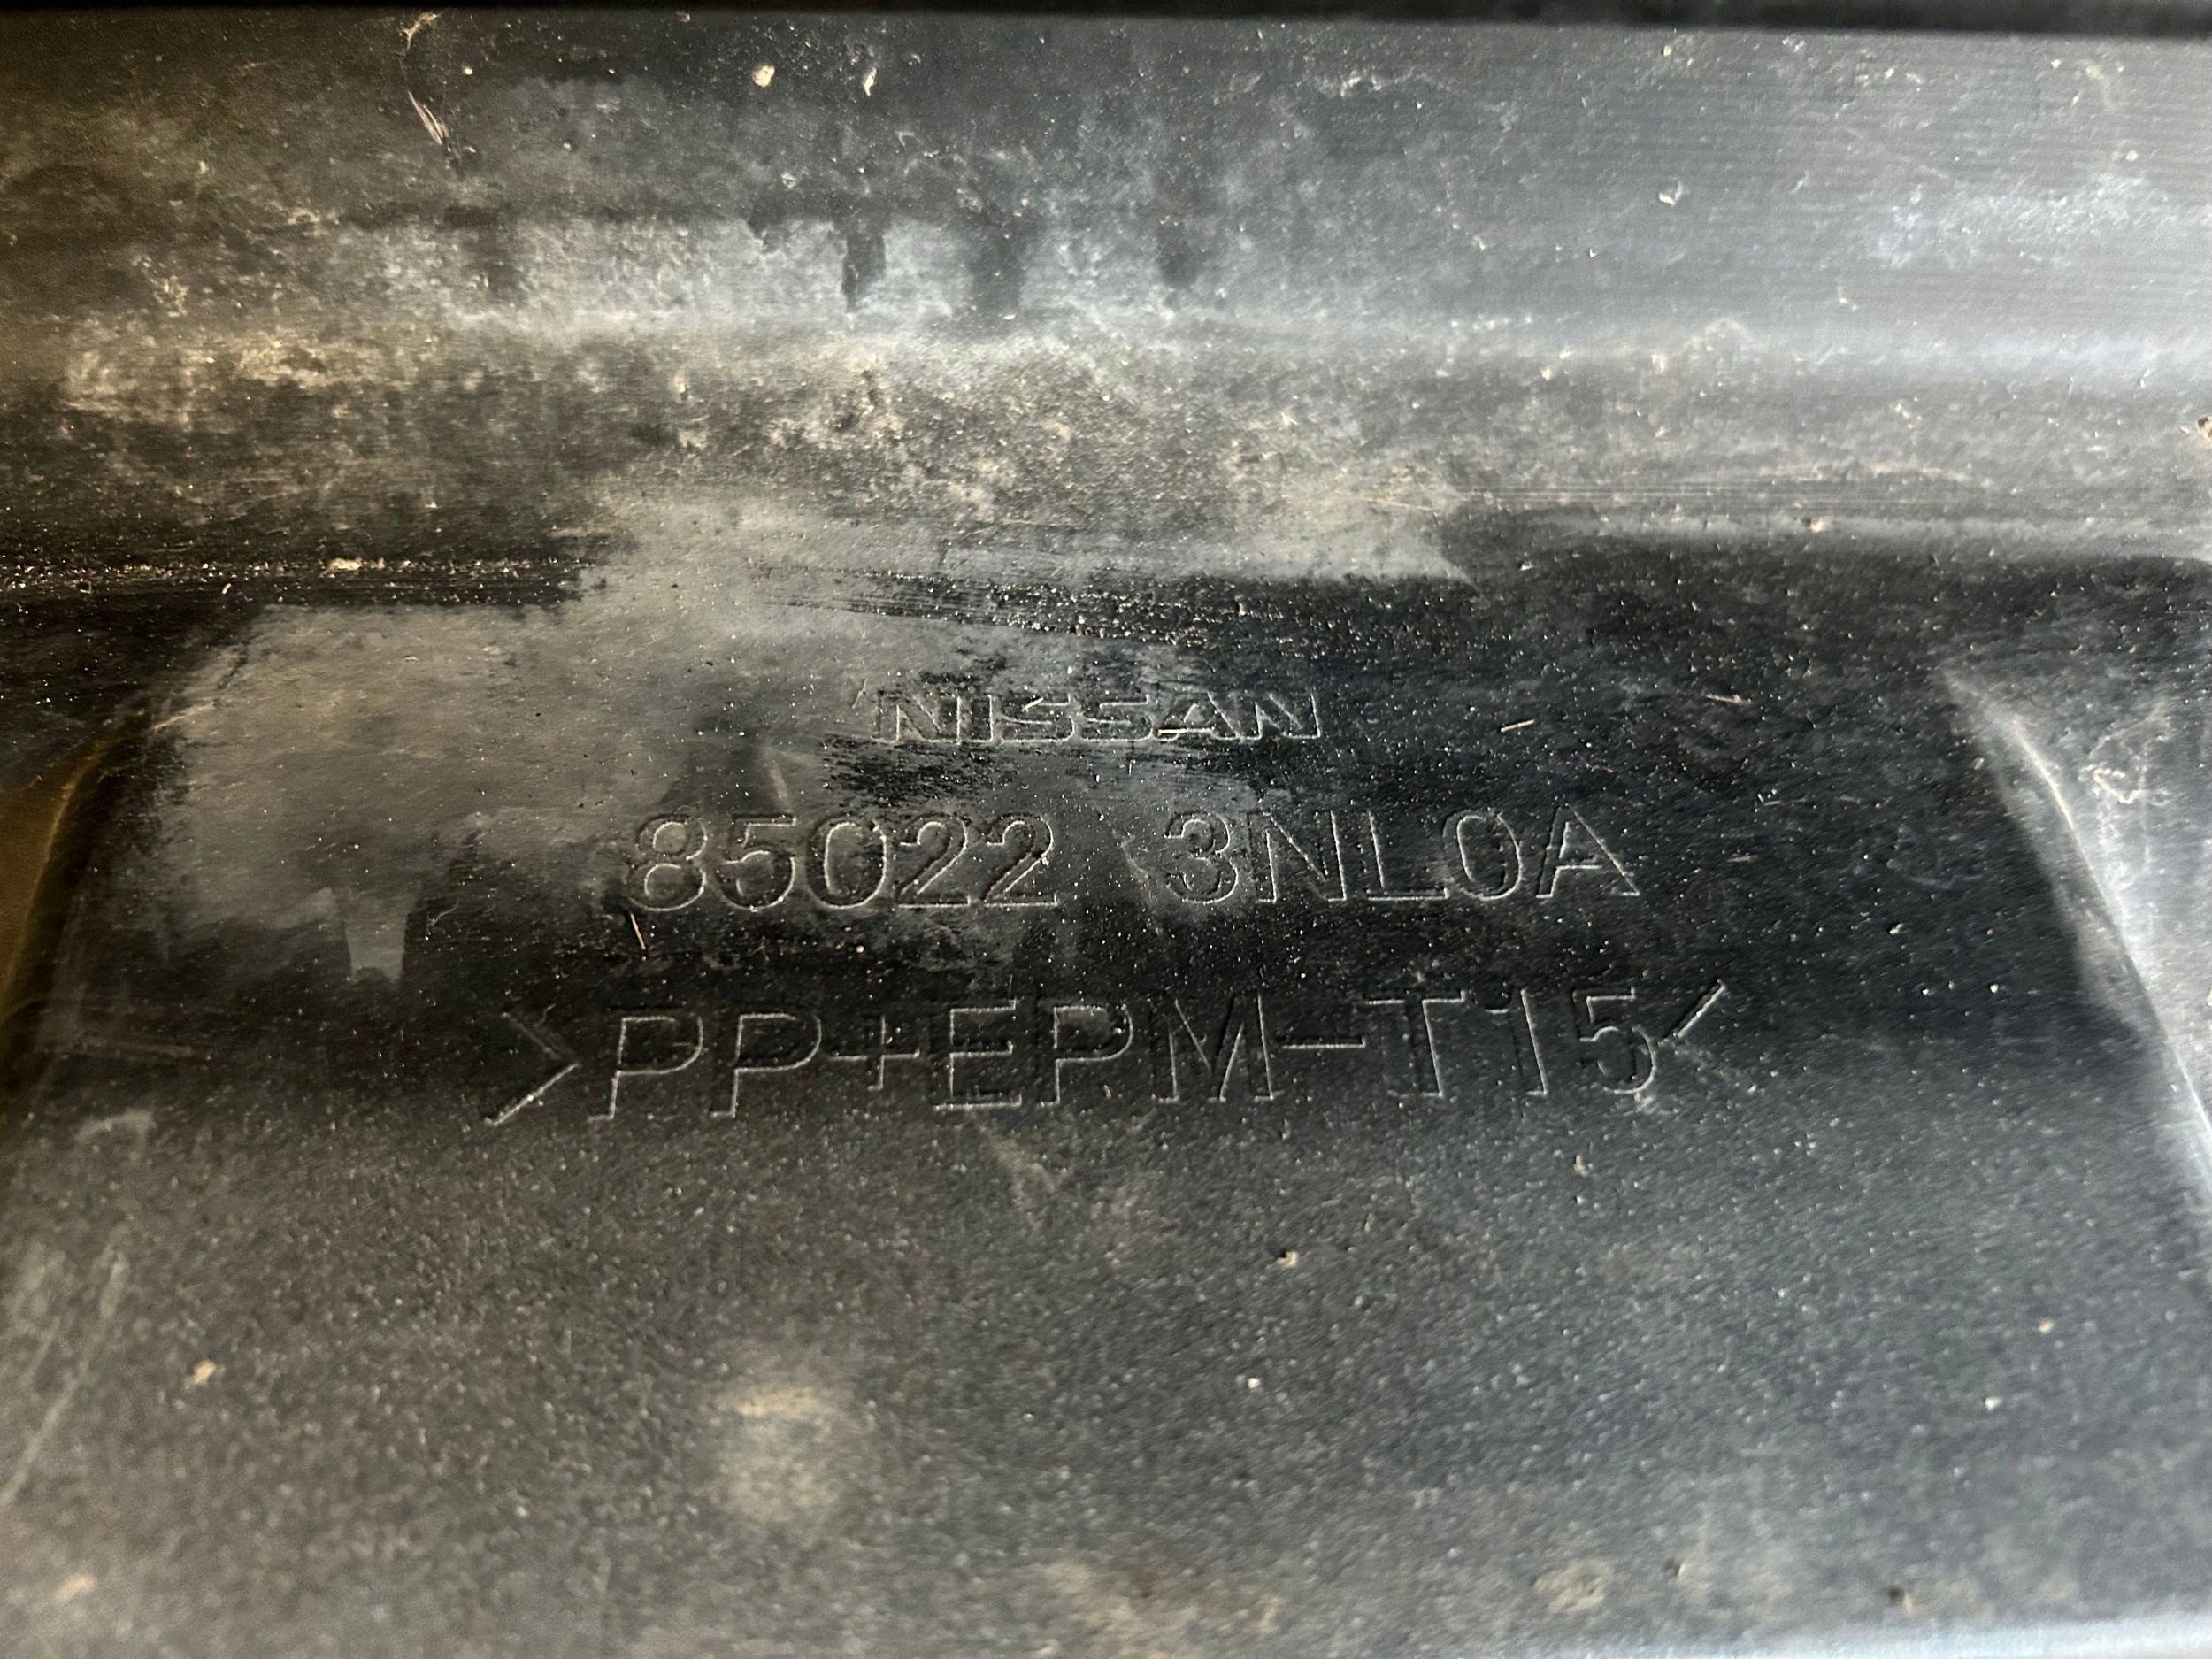 NISSAN
85022 3NL0A
>PP+EPM-T15<